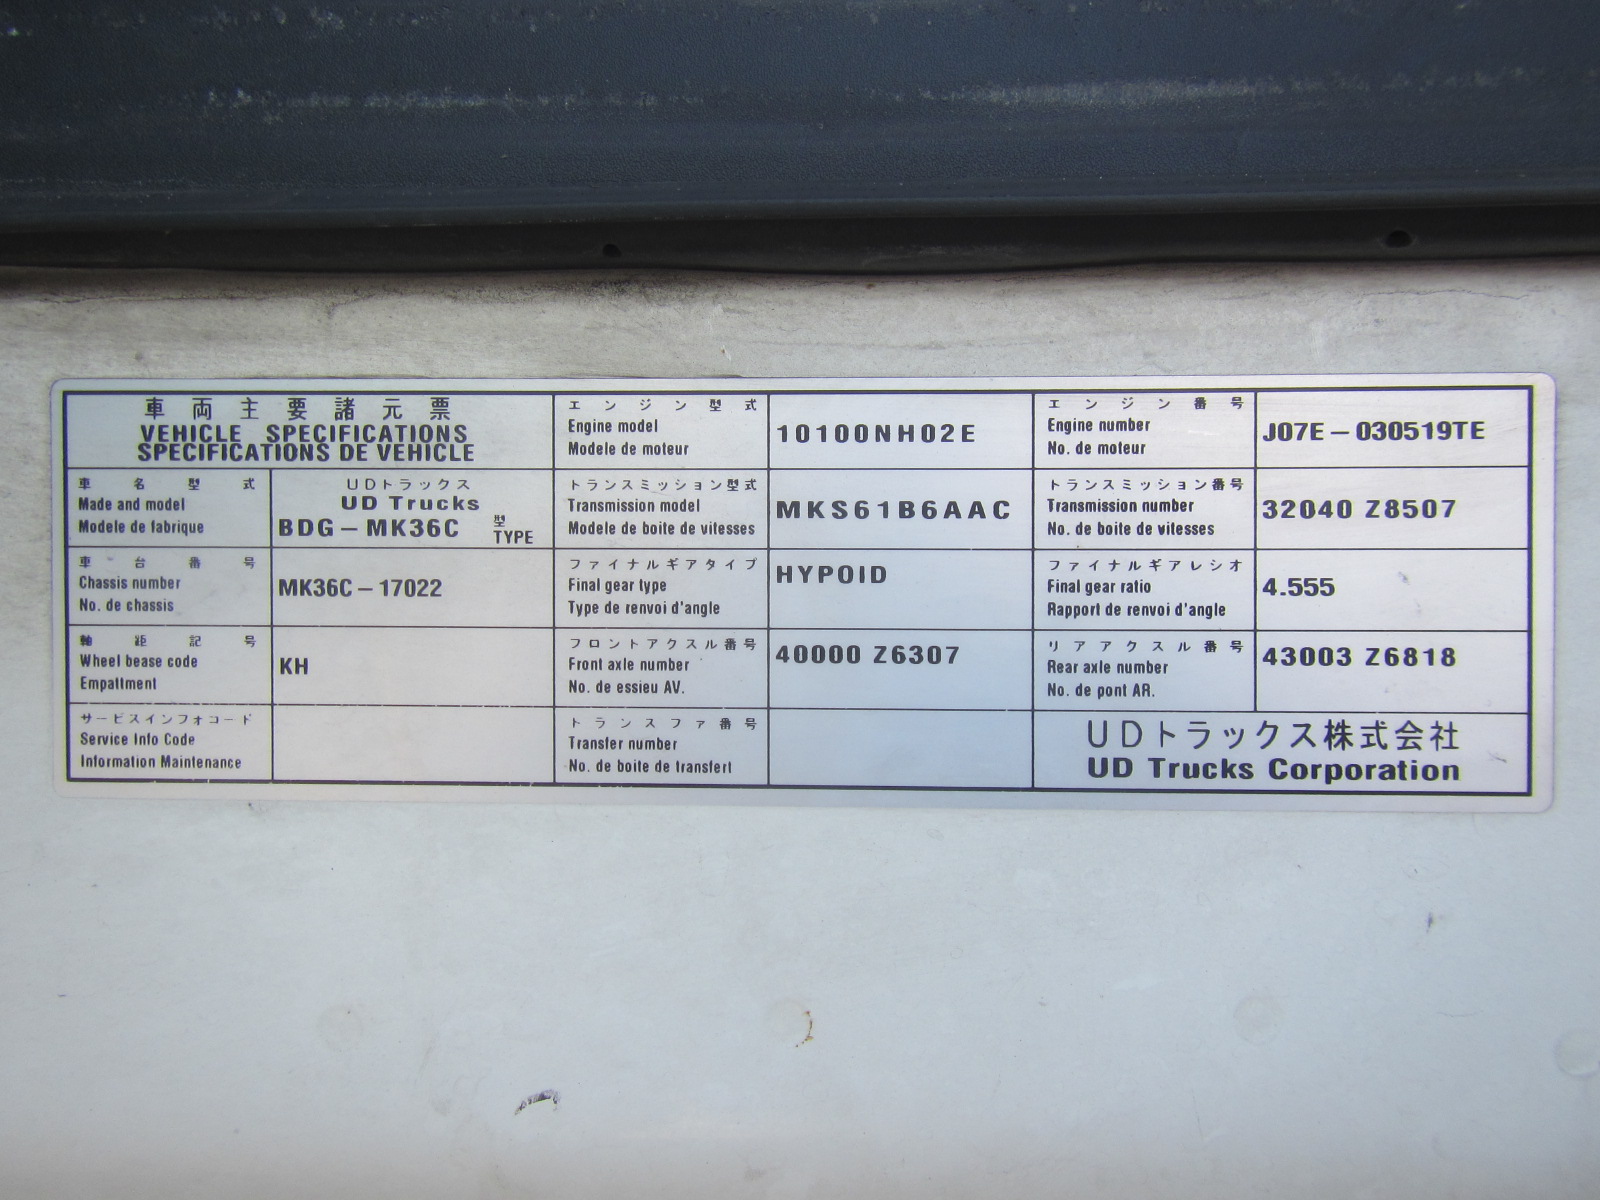 車両主要諸元票
VEHICLE SPECIFICATIONS
SPECIFICATIONS DE VEHICLE
エンジン型式
Engine model
Modele de moteur
10100NH02E
エンジン番号
Engine number
No. de moteur
J07E-030519TE
車名型式
Made and model
Modele de fabrique
UDトラックス
UD Trucks
BDG-MK36C 型 TYPE
トランスミッション型式
Transmission model
Modele de boite de vitesses
MKS61B6AAC
トランスミッション番号
Transmission number
No. de boite de vitesses
32040 Z8507
車台番号
Chassis number
No. de chassis
MK36C-17022
ファイナルギアタイプ
Final gear type
Type de renvoi d'angle
HYPOID
ファイナルギアレシオ
Final gear ratio
Rapport de renvoi d'angle
4.555
軸距記号
Wheel bease code
Empattment
KH
フロントアクスル番号
Front axle number
No. de essieu AV.
40000 Z6307
リアアクスル番号
Rear axle number
No. de pont AR.
43003 Z6818
サービスインフォコード
Service Info Code
Information Maintenance
トランスファ番号
Transfer number
No. de boite de transfert
UDトラックス株式会社
UD Trucks Corporation